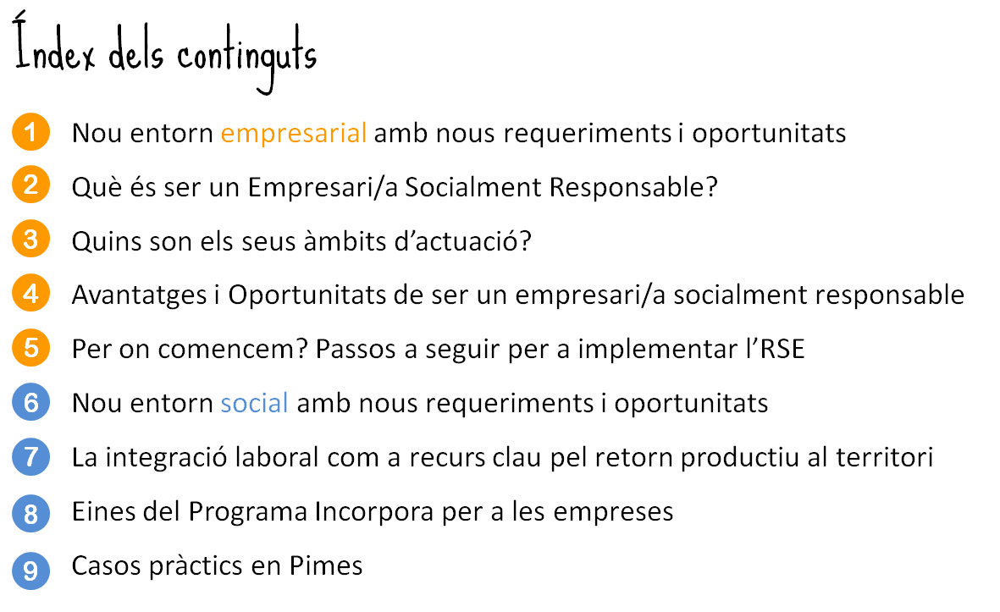 Índex dels continguts
1 Nou entorn empresarial amb nous requeriments i oportunitats
2 Què és ser un Empresari/a Socialment Responsable?
3 Quins son els seus àmbits d’actuació?
4 Avantatges i Oportunitats de ser un empresari/a socialment responsable
5 Per on comencem? Passos a seguir per a implementar l’RSE
6 Nou entorn social amb nous requeriments i oportunitats
7 La integració laboral com a recurs clau pel retorn productiu al territori
8 Eines del Programa Incorpora per a les empreses
9 Casos pràctics en Pimes